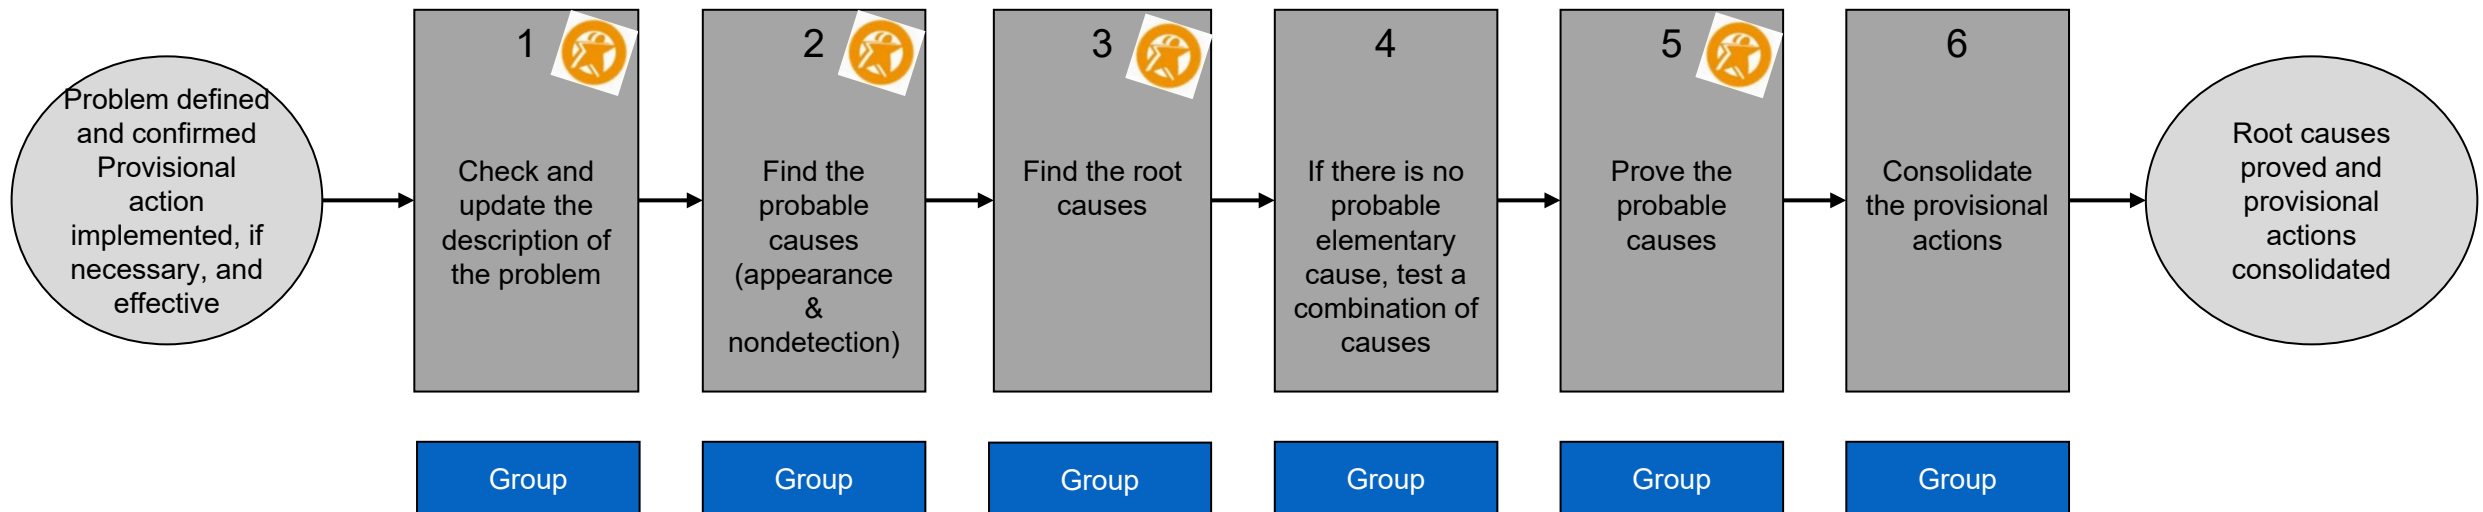 Problem defined
and confirmed
Provisional
action
implemented, if
necessary, and
effective
1
Check and
update the
description of
the problem
2
Find the
probable
causes
(appearance
&
nondetection)
3
Find the root
causes
4
If there is no
probable
elementary
cause, test a
combination of
causes
5
Prove the
probable
causes
6
Consolidate
the provisional
actions
Root causes
proved and
provisional
actions
consolidated
Group
Group
Group
Group
Group
Group